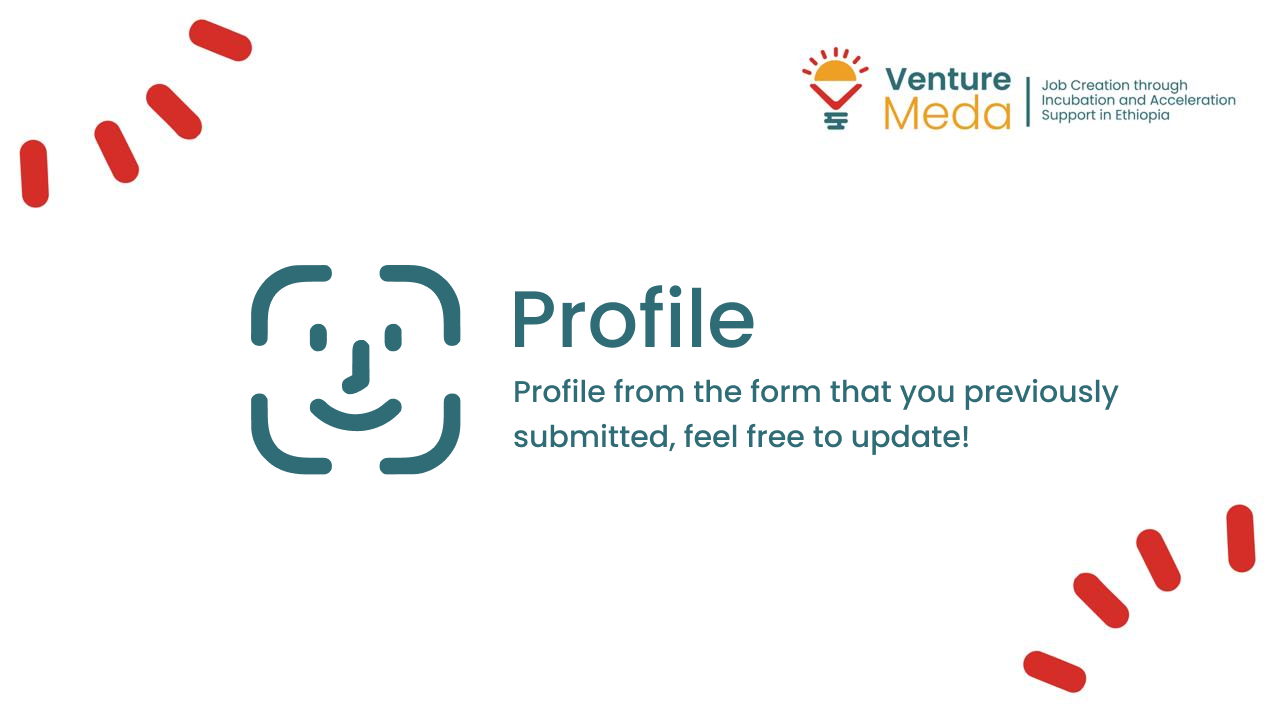 Venture
Meda
Job Creation through
Incubation and Acceleration
Support in Ethiopia
Profile
Profile from the form that you previously
submitted, feel free to update!